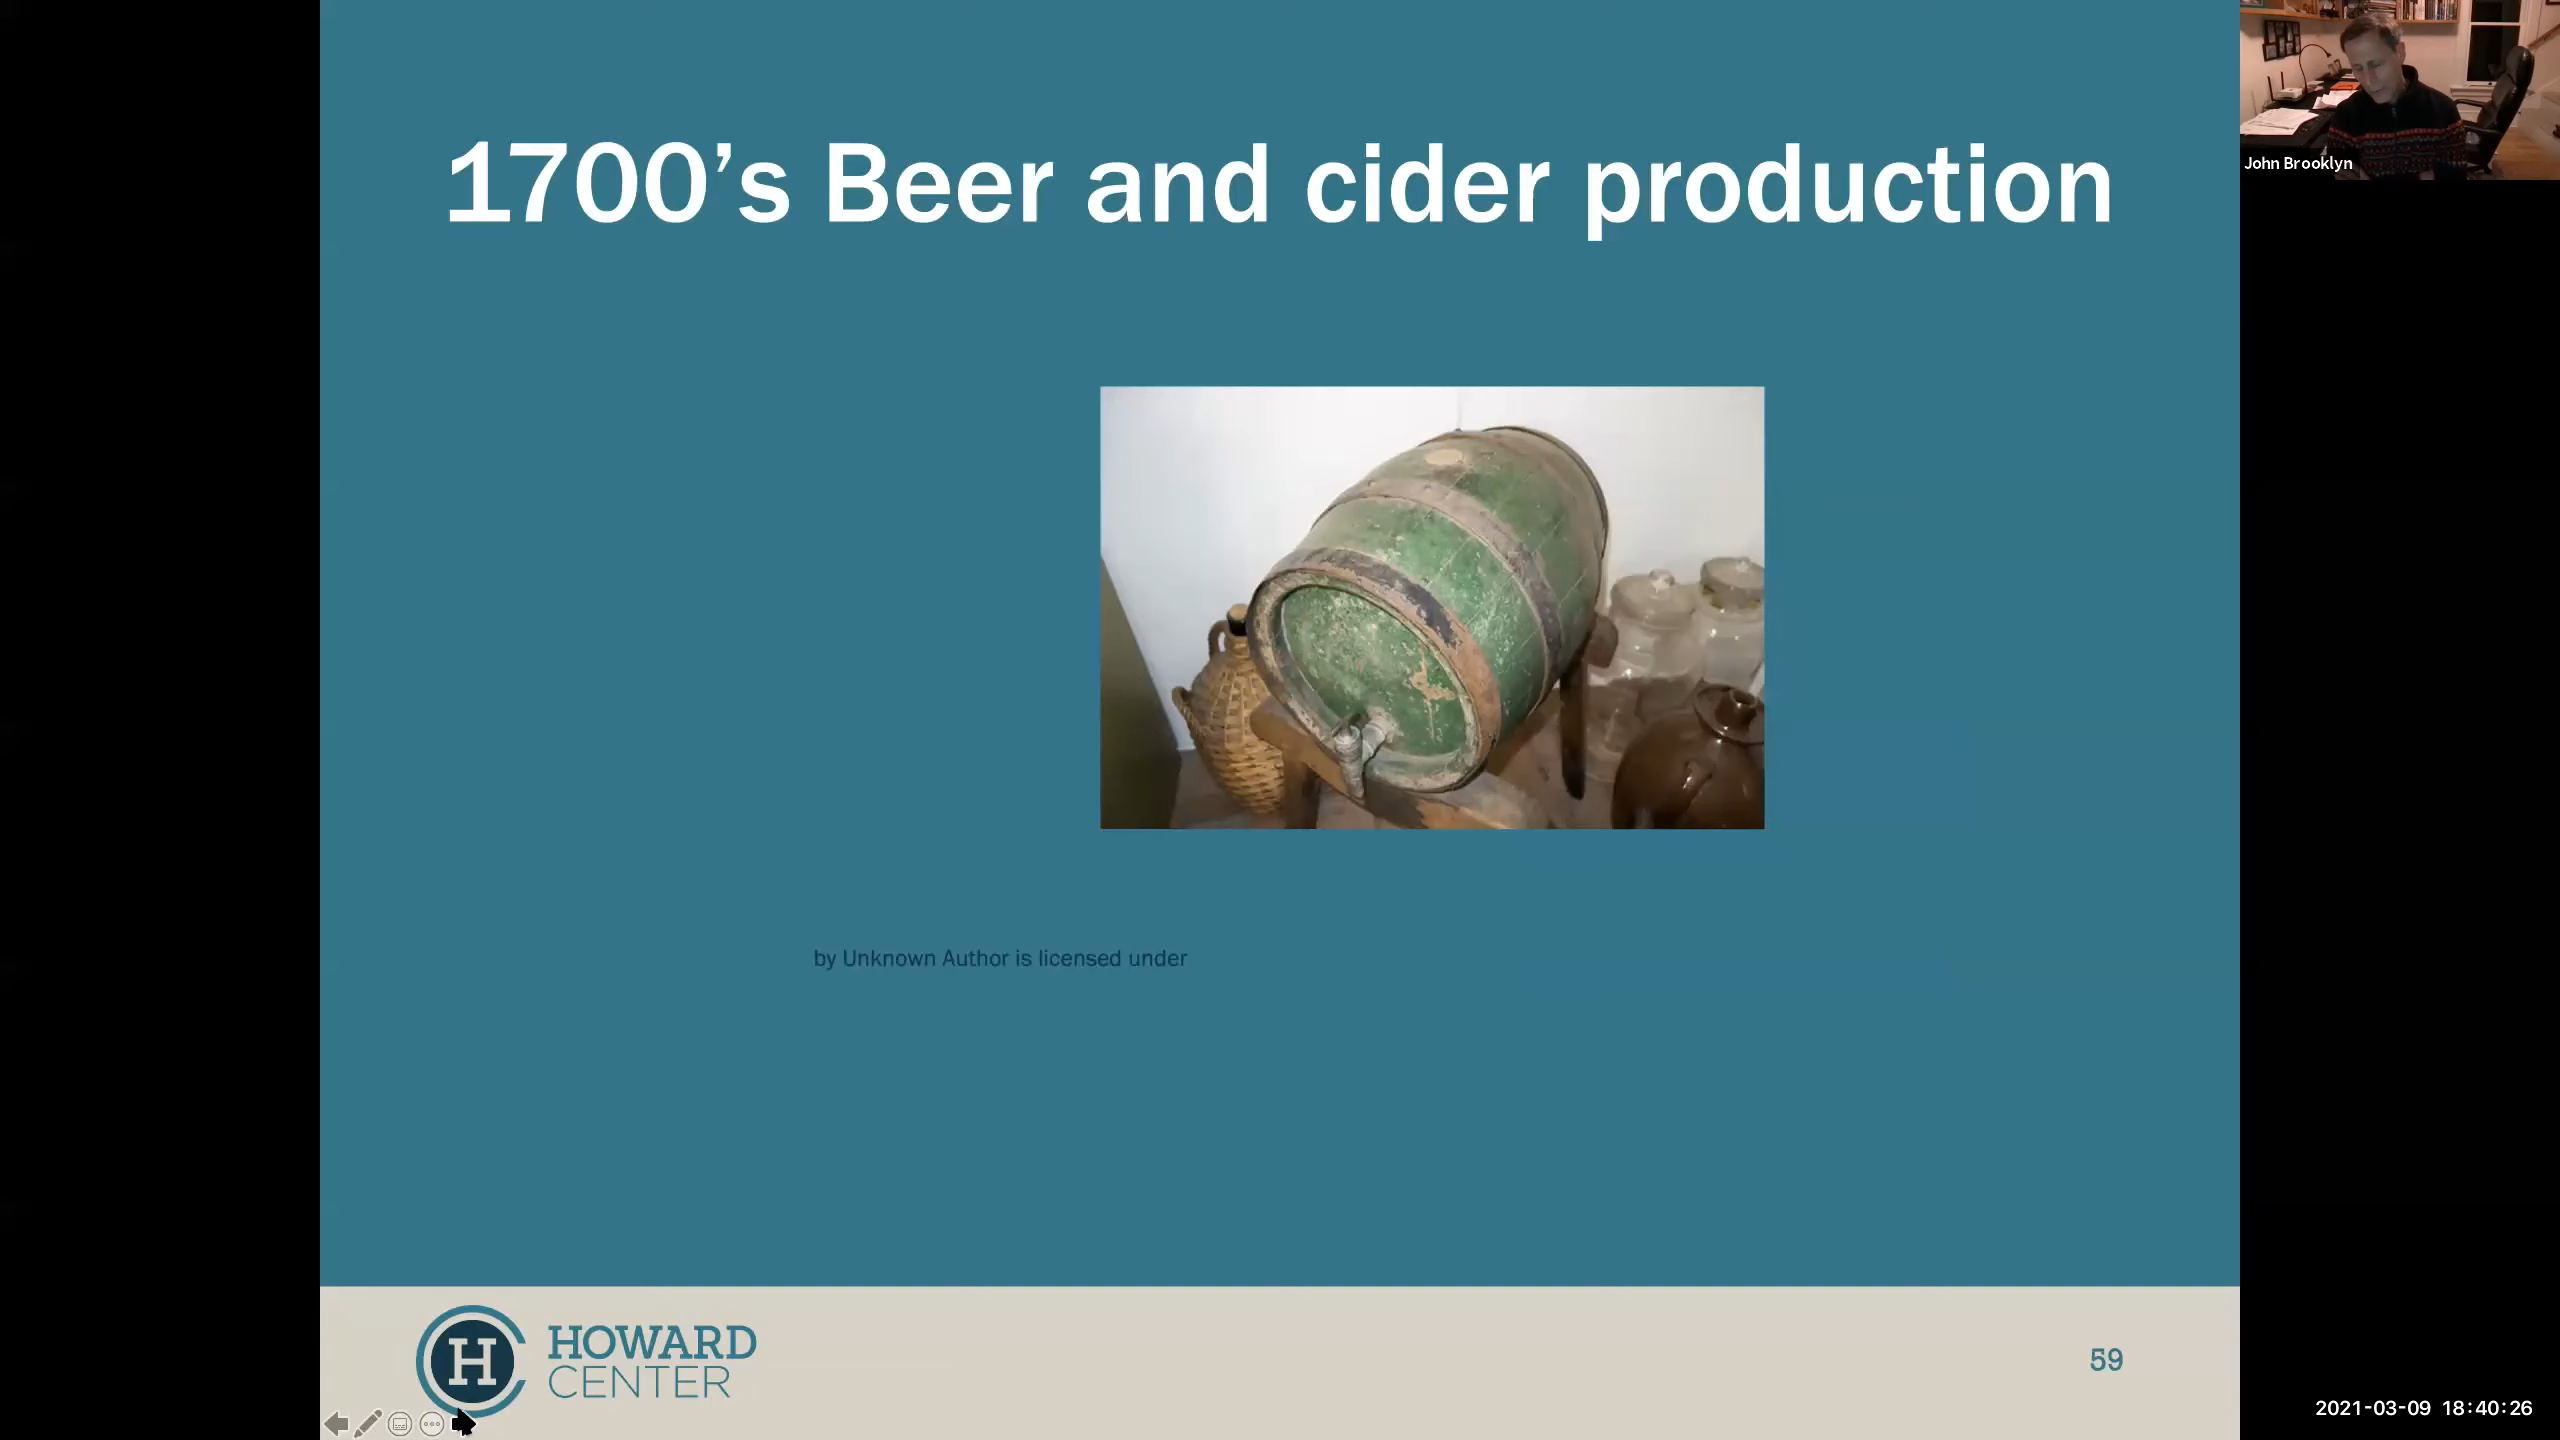 1700’s Beer and cider production
John Brooklyn
by Unknown Author is licensed under
H
HOWARD
CENTER
59
2021-03-09 18:40:26